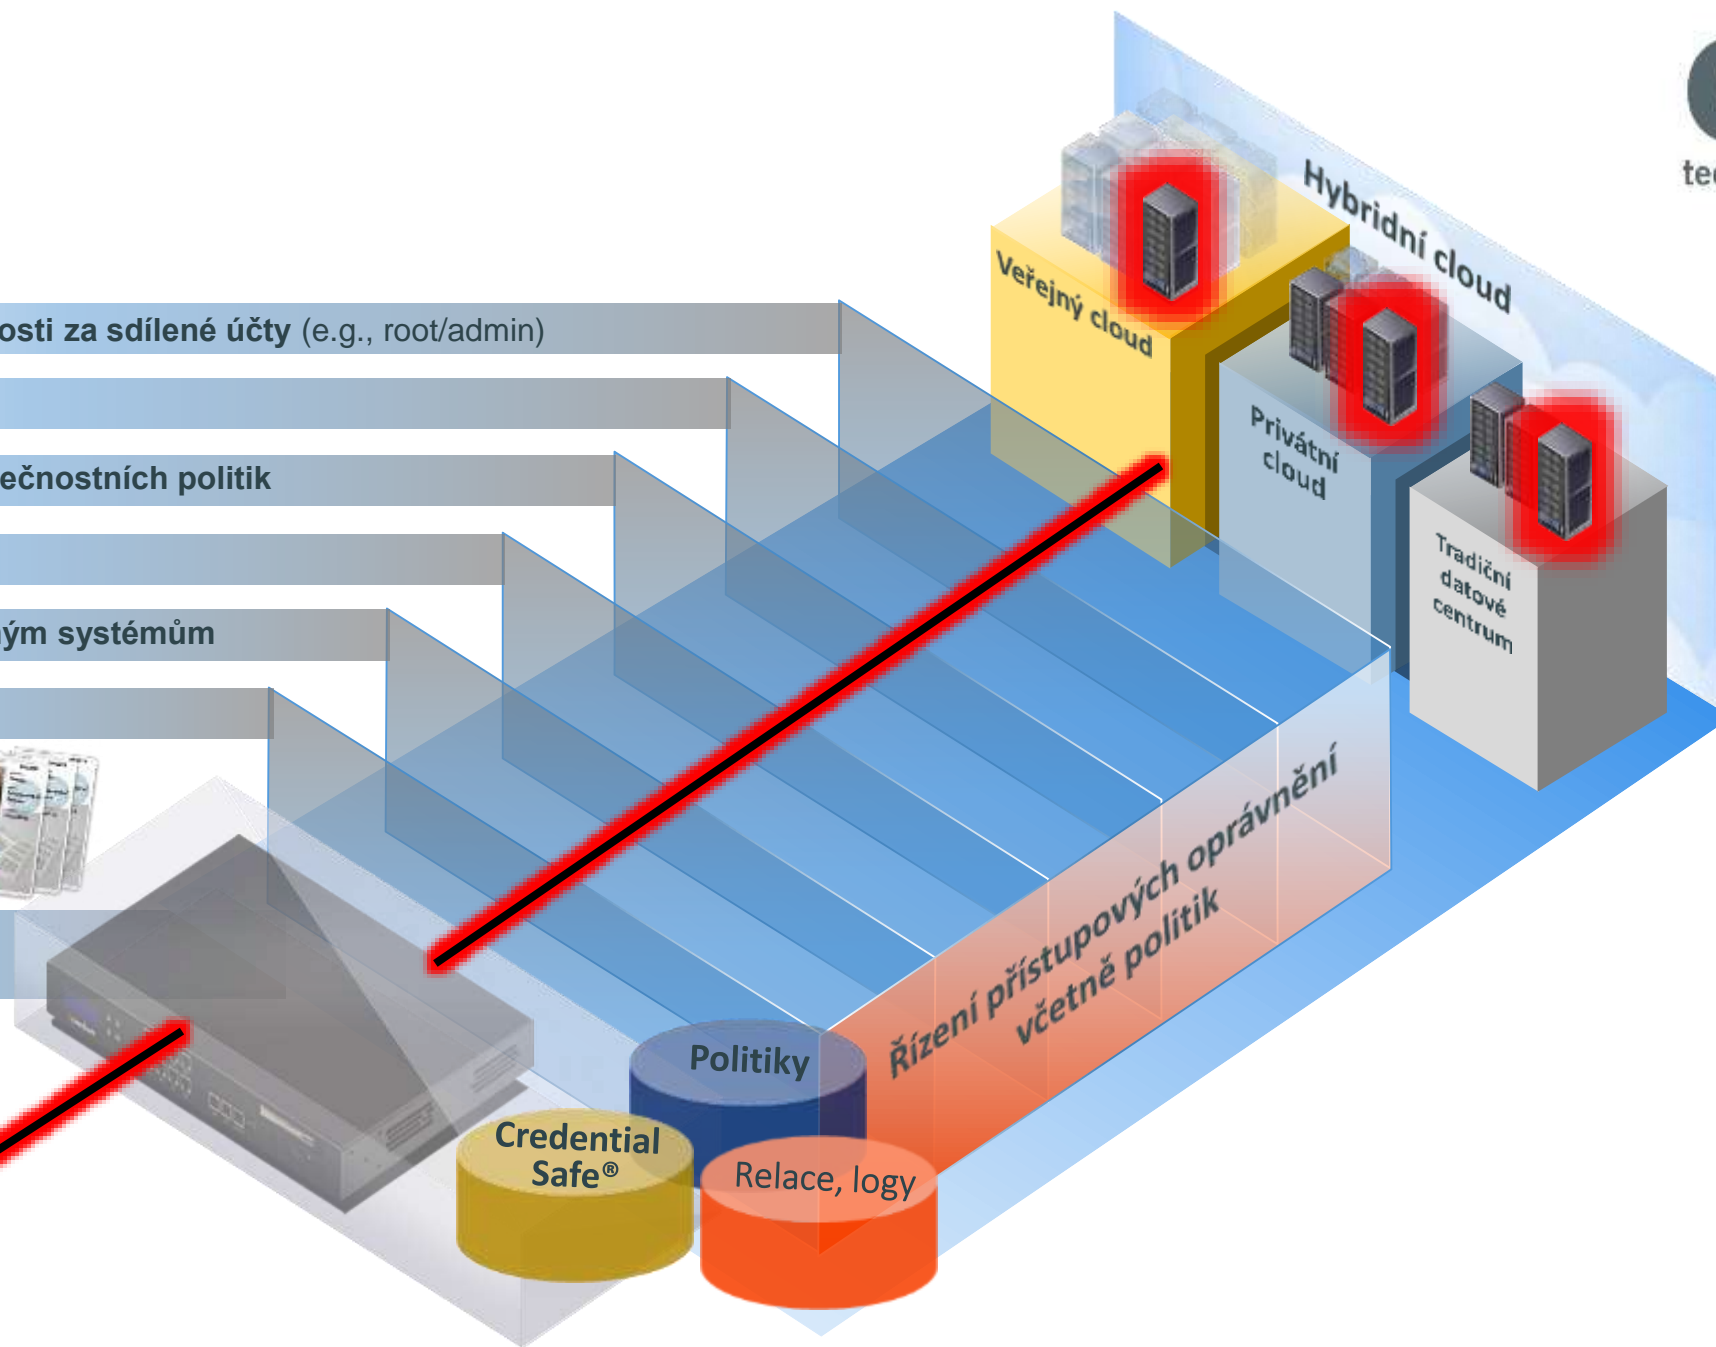 Hybridní cloud
Veřejný cloud
Privátní
cloud
Tradiční
datové
centrum
osti za sdílené účty (e.g., root/admin)
ečnostních politik
ým systémům
Řízení přístupových oprávnění
včetně politik
Politiky
Credential
Safe®
Relace, logy